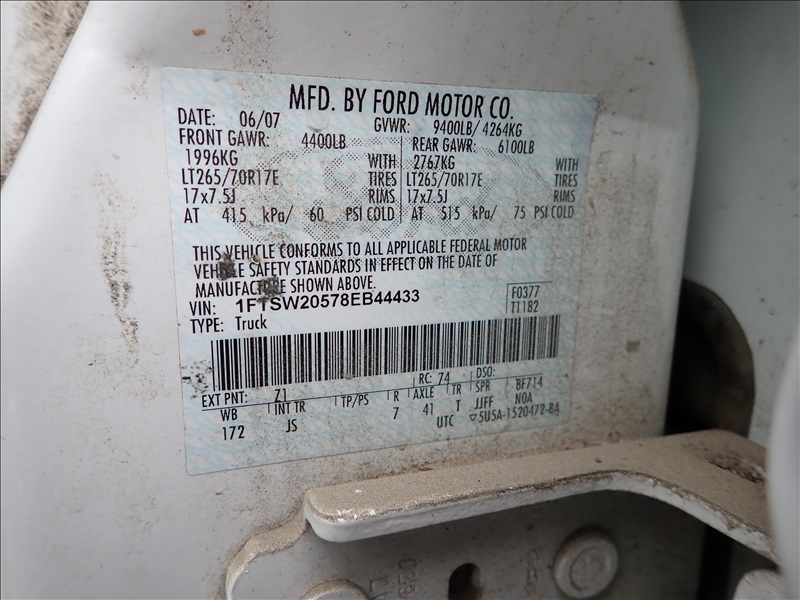 MFD. BY FORD MOTOR CO.
DATE: 06/07 GVWR: 9400LB/ 4264KG
FRONT GAWR: 4400LB REAR GAWR: 6100LB
1996KG WITH 2767KG WITH
LT265/70R17E TIRES LT265/70R17E TIRES
17x7.5J RIMS 17x7.5J RIMS
AT 415 kPa/ 60 PSI COLD AT 515 kPa/ 75 PSI COLD
THIS VEHICLE CONFORMS TO ALL APPLICABLE FEDERAL MOTOR
VEHICLE SAFETY STANDARDS IN EFFECT ON THE DATE OF
MANUFACTURE SHOWN ABOVE.
VIN: 1FTSW20578EB44433 F0377
TYPE: Truck T1182
EXT PNT: Z1 RC: 74 DSO:
WB INT TR TP/PS R AXLE TR SPR BF714
172 JS 7 41 T JJFF NOA
UTC ▽5U5A-1520472-BA